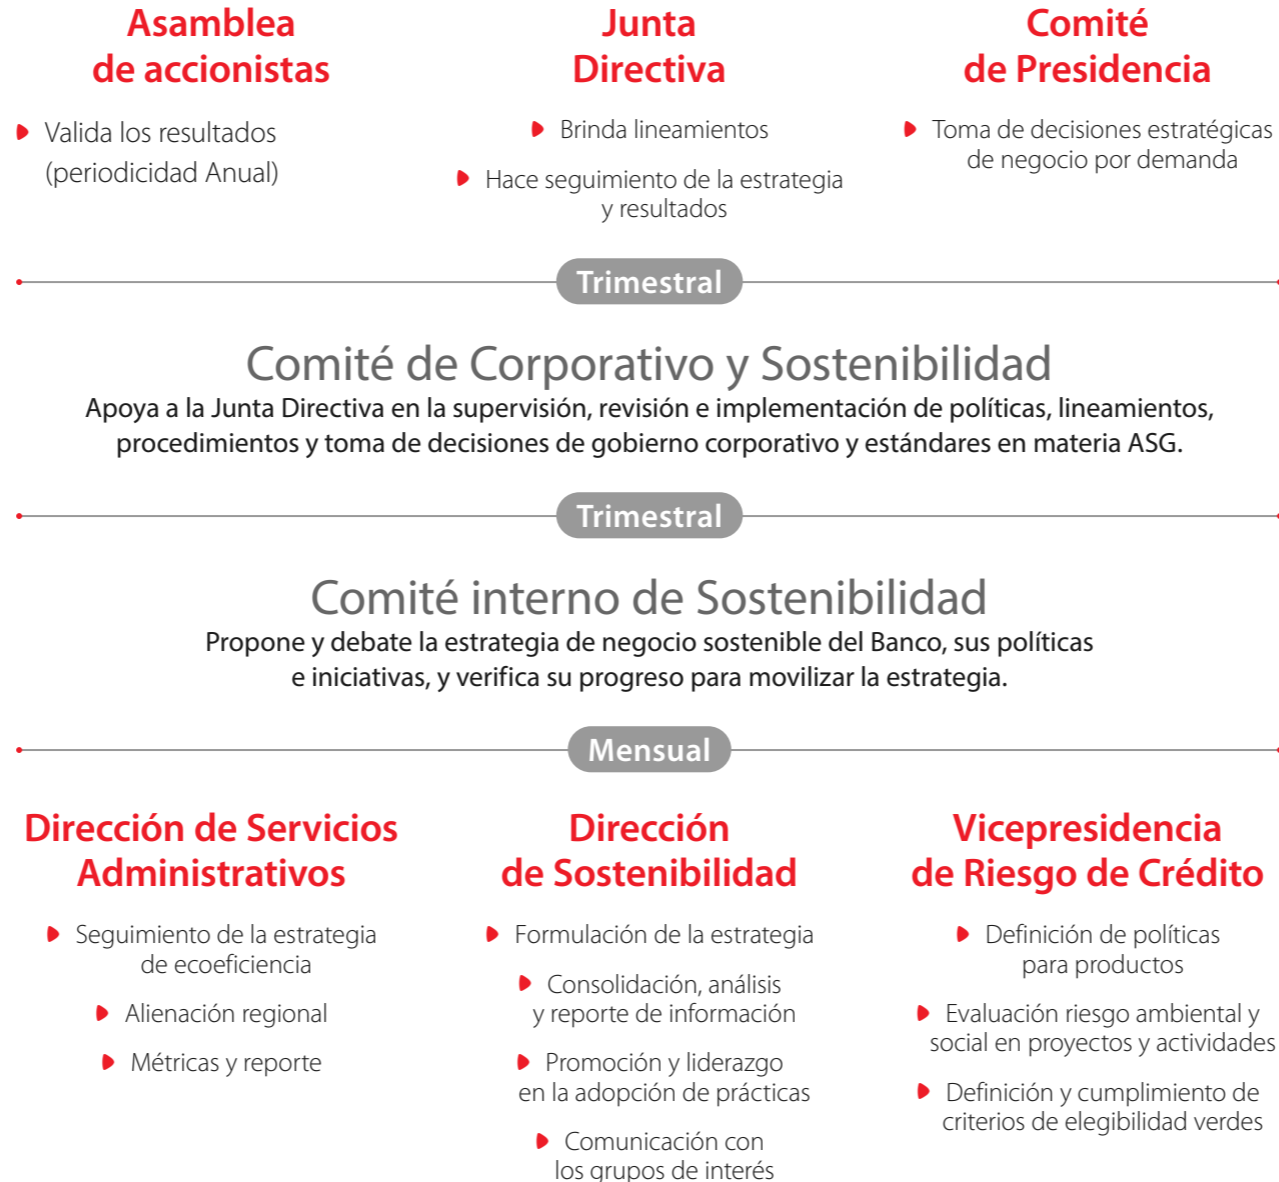 Asamblea
de accionistas
Valida los resultados
(periodicidad Anual)
Junta
Directiva
Brinda lineamientos
Hace seguimiento de la estrategia
y resultados
Comité
de Presidencia
Toma de decisiones estratégicas
de negocio por demanda
Trimestral
Comité de Corporativo y Sostenibilidad
Apoya a la Junta Directiva en la supervisión, revisión e implementación de políticas, lineamientos,
procedimientos y toma de decisiones de gobierno corporativo y estándares en materia ASG.
Trimestral
Comité interno de Sostenibilidad
Propone y debate la estrategia de negocio sostenible del Banco, sus políticas
e iniciativas, y verifica su progreso para movilizar la estrategia.
Mensual
Dirección de Servicios
Administrativos
Seguimiento de la estrategia
de ecoeficiencia
Alienación regional
Métricas y reporte
Dirección
de Sostenibilidad
Formulación de la estrategia
Consolidación, análisis
y reporte de información
Promoción y liderazgo
en la adopción de prácticas
Comunicación con
los grupos de interés
Vicepresidencia
de Riesgo de Crédito
Definición de políticas
para productos
Evaluación riesgo ambiental y
social en proyectos y actividades
Definición y cumplimiento de
criterios de elegibilidad verdes